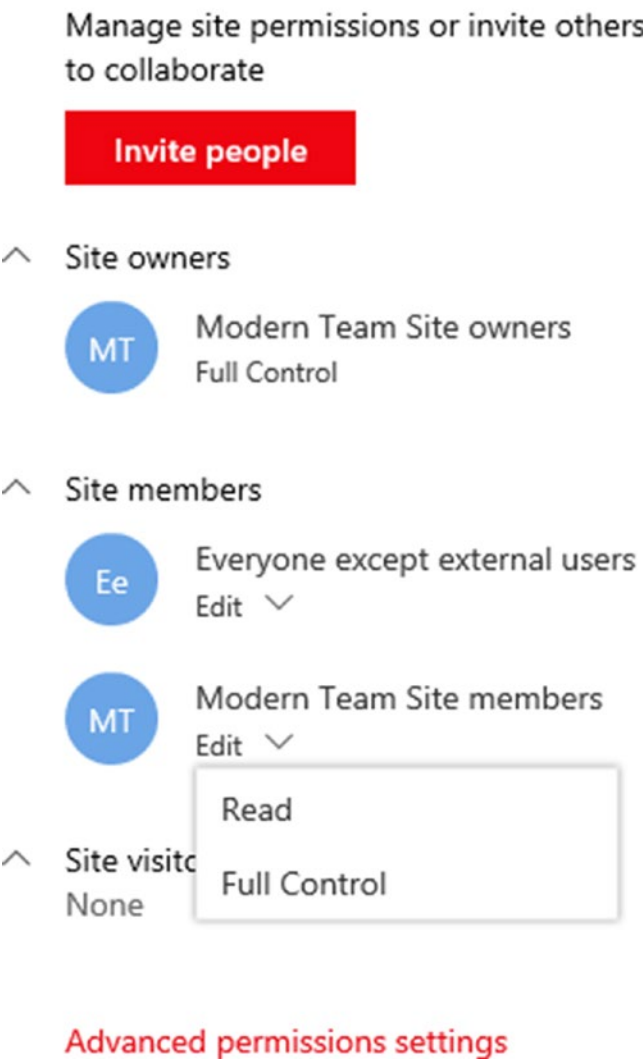 Manage site permissions or invite others
to collaborate
Invite people
Site owners
MT
Modern Team Site owners
Full Control
Site members
Ee
Everyone except external users
Edit
MT
Modern Team Site members
Edit
Read
Full Control
Site
None
Advanced permissions settings